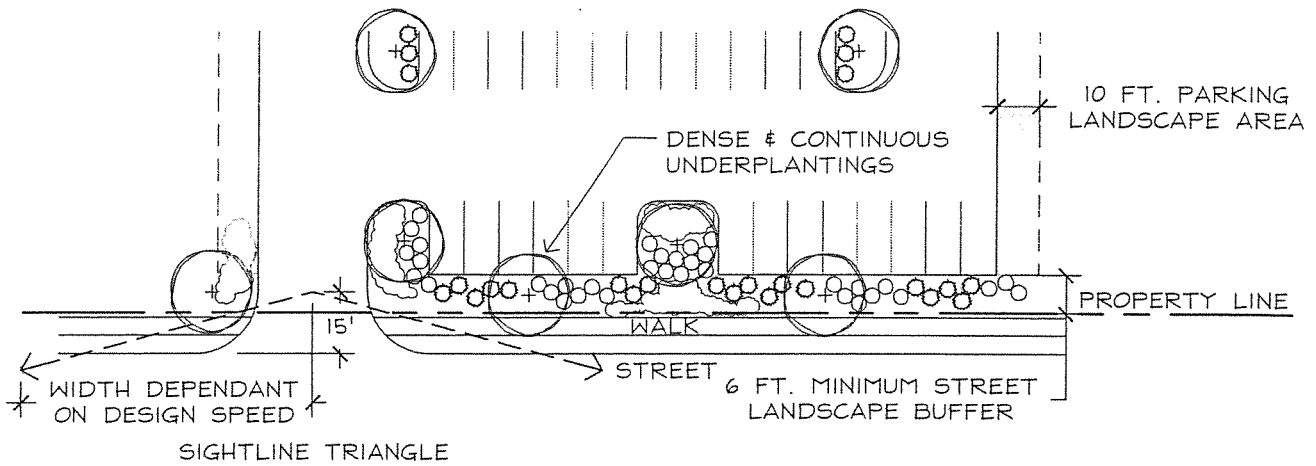 10 FT. PARKING
LANDSCAPE AREA
DENSE & CONTINUOUS
UNDERPLANTINGS
PROPERTY LINE
15'
WALK
STREET
WIDTH DEPENDANT
ON DESIGN SPEED
6 FT. MINIMUM STREET
LANDSCAPE BUFFER
SIGHTLINE TRIANGLE